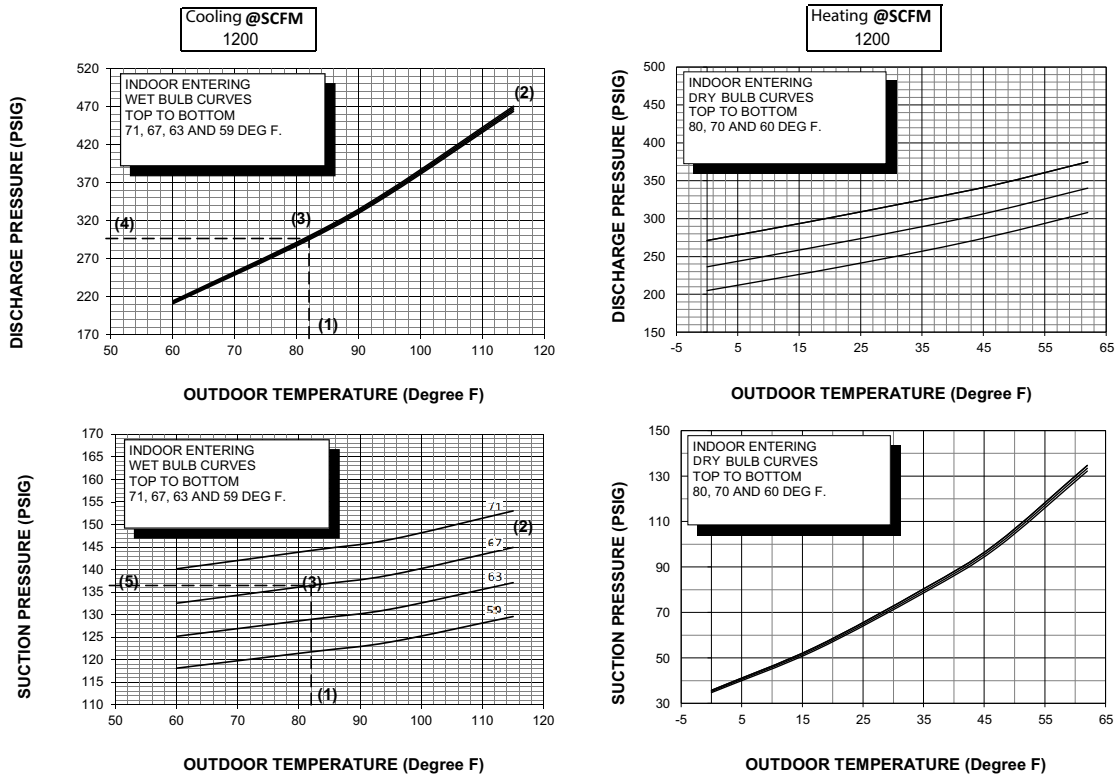 Cooling @SCFM
1200
Heating @SCFM
1200
DISCHARGE PRESSURE (PSIG)
520
470
420
370
320
270
220
170
INDOOR ENTERING
WET BULB CURVES
TOP TO BOTTOM
71, 67, 63 AND 59 DEG F.
(2)
(3)
(4)
(1)
50 60 70 80 90 100 110 120
OUTDOOR TEMPERATURE (Degree F)
DISCHARGE PRESSURE (PSIG)
500
450
400
350
300
250
200
150
INDOOR ENTERING
DRY BULB CURVES
TOP TO BOTTOM
80, 70 AND 60 DEG F.
-5 5 15 25 35 45 55 65
OUTDOOR TEMPERATURE (Degree F)
SUCTION PRESSURE (PSIG)
170
165
160
155
150
145
140
135
130
125
120
115
110
INDOOR ENTERING
WET BULB CURVES
TOP TO BOTTOM
71, 67, 63 AND 59 DEG F.
71
(2)
67
63
59
(5)
(3)
(1)
50 60 70 80 90 100 110 120
OUTDOOR TEMPERATURE (Degree F)
SUCTION PRESSURE (PSIG)
150
130
110
90
70
50
30
INDOOR ENTERING
DRY BULB CURVES
TOP TO BOTTOM
80, 70 AND 60 DEG F.
-5 5 15 25 35 45 55 65
OUTDOOR TEMPERATURE (Degree F)